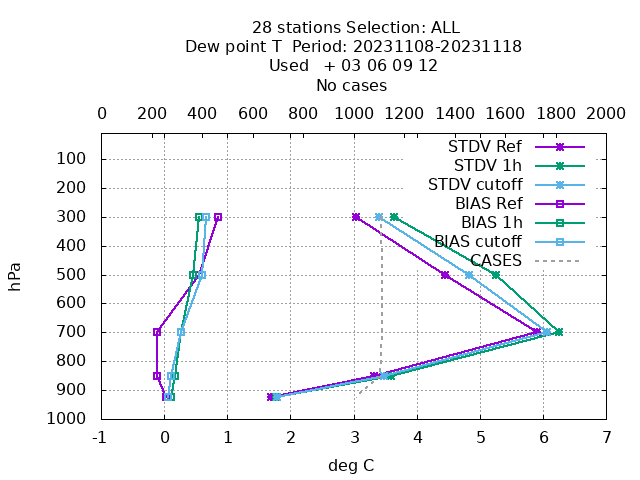 28 stations Selection: ALL
Dew point T  Period: 20231108-20231118
Used   + 03 06 09 12
No cases
0 200 400 600 800 1000 1200 1400 1600 1800 2000
STDV Ref
STDV 1h
STDV cutoff
BIAS Ref
BIAS 1h
BIAS cutoff
CASES
100
200
300
400
500
600
700
800
900
1000
hPa
-1 0 1 2 3 4 5 6 7
deg C